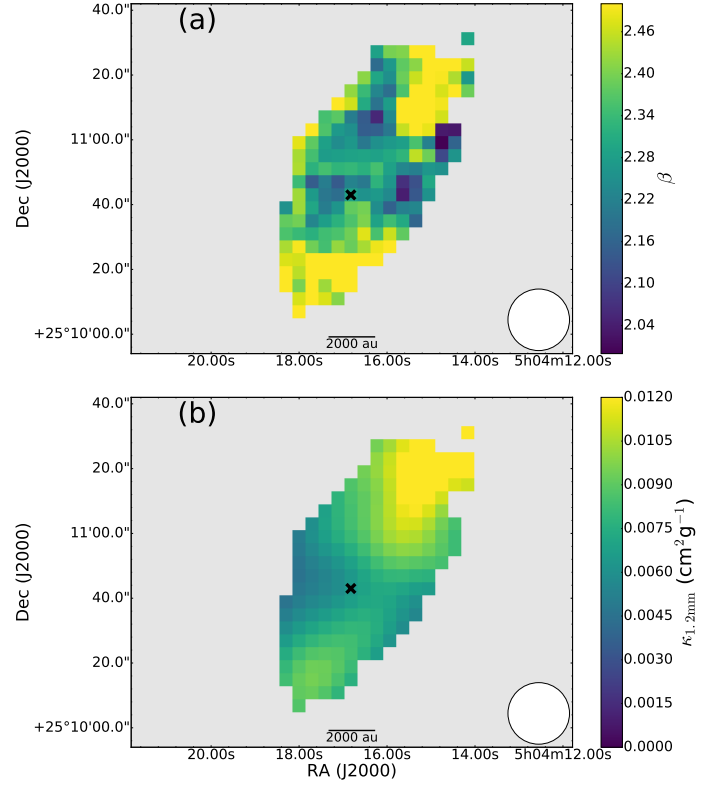 (a)
Dec (J2000)
40.0"
20.0"
11'00.0"
40.0"
20.0"
+25°10'00.0"
20.00s
18.00s
16.00s
14.00s
5h04m12.00s
2000 au
2.46
2.40
2.34
2.28
2.22
2.16
2.10
2.04
β
(b)
Dec (J2000)
40.0"
20.0"
11'00.0"
40.0"
20.0"
+25°10'00.0"
20.00s
18.00s
16.00s
14.00s
5h04m12.00s
RA (J2000)
2000 au
0.0120
0.0105
0.0090
0.0075
0.0060
0.0045
0.0030
0.0015
0.0000
κ₁.₂ₘₘ (cm²g⁻¹)